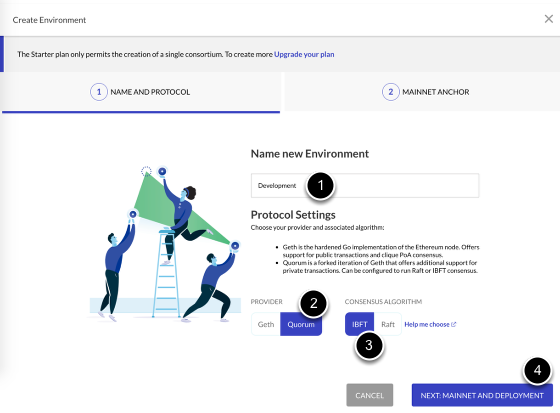 Create Environment
The Starter plan only permits the creation of a single consortium. To create more Upgrade your plan
1 NAME AND PROTOCOL
2 MAINNET ANCHOR
Name new Environment
Development 1
Protocol Settings
Choose your provider and associated algorithm:
• Geth is the hardened Go implementation of the Ethereum node. Offers
support for public transactions and clique PoA consensus.
• Quorum is a forked iteration of Geth that offers additional support for
private transactions. Can be configured to run Raft or IBFT consensus.
PROVIDER 2
CONSENSUS ALGORITHM
Geth Quorum
IBFT Raft Help me choose
3
4
CANCEL
NEXT: MAINNET AND DEPLOYMENT